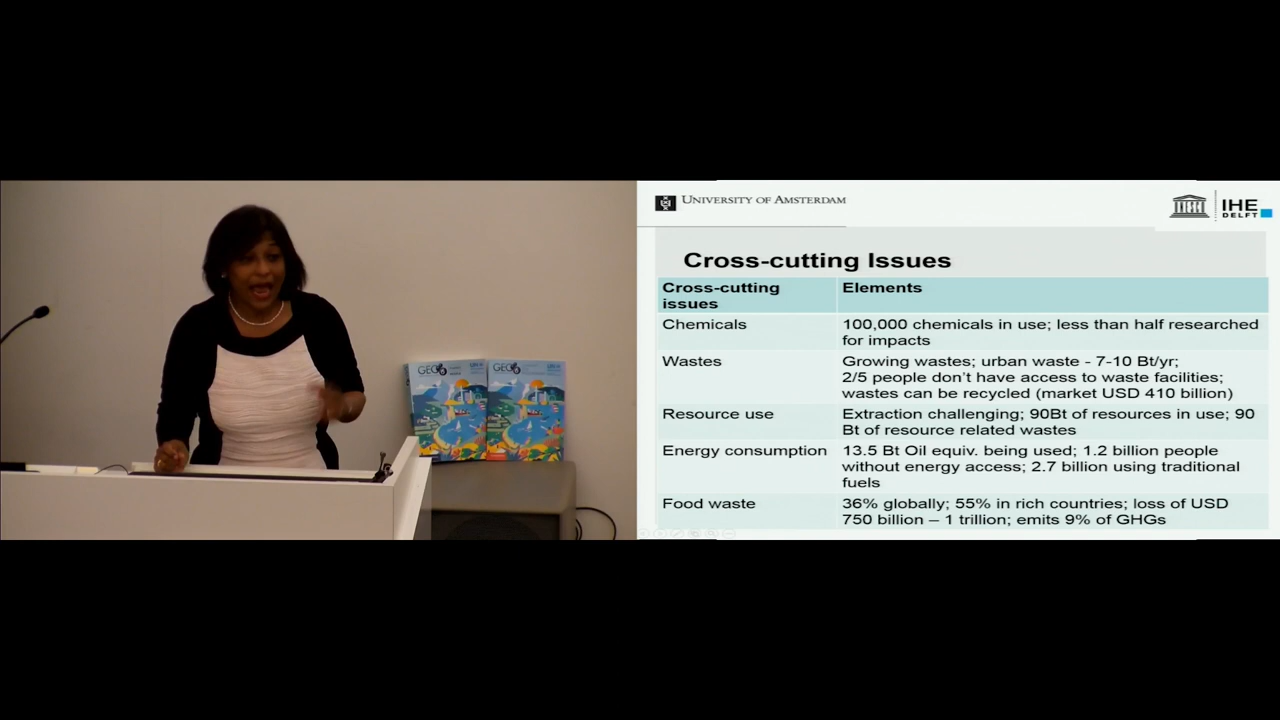 UNIVERSITY OF AMSTERDAM
IHE
DELFT
Cross-cutting Issues
Cross-cutting
issues
Elements
Chemicals
100,000 chemicals in use; less than half researched
for impacts
Wastes
Growing wastes; urban waste - 7-10 Bt/yr;
2/5 people don't have access to waste facilities;
wastes can be recycled (market USD 410 billion)
Resource use
Extraction challenging; 90Bt of resources in use; 90
Bt of resource related wastes
Energy consumption
13.5 Bt Oil equiv. being used; 1.2 billion people
without energy access; 2.7 billion using traditional
fuels
Food waste
36% globally; 55% in rich countries; loss of USD
750 billion – 1 trillion; emits 9% of GHGs
GEO
GEO